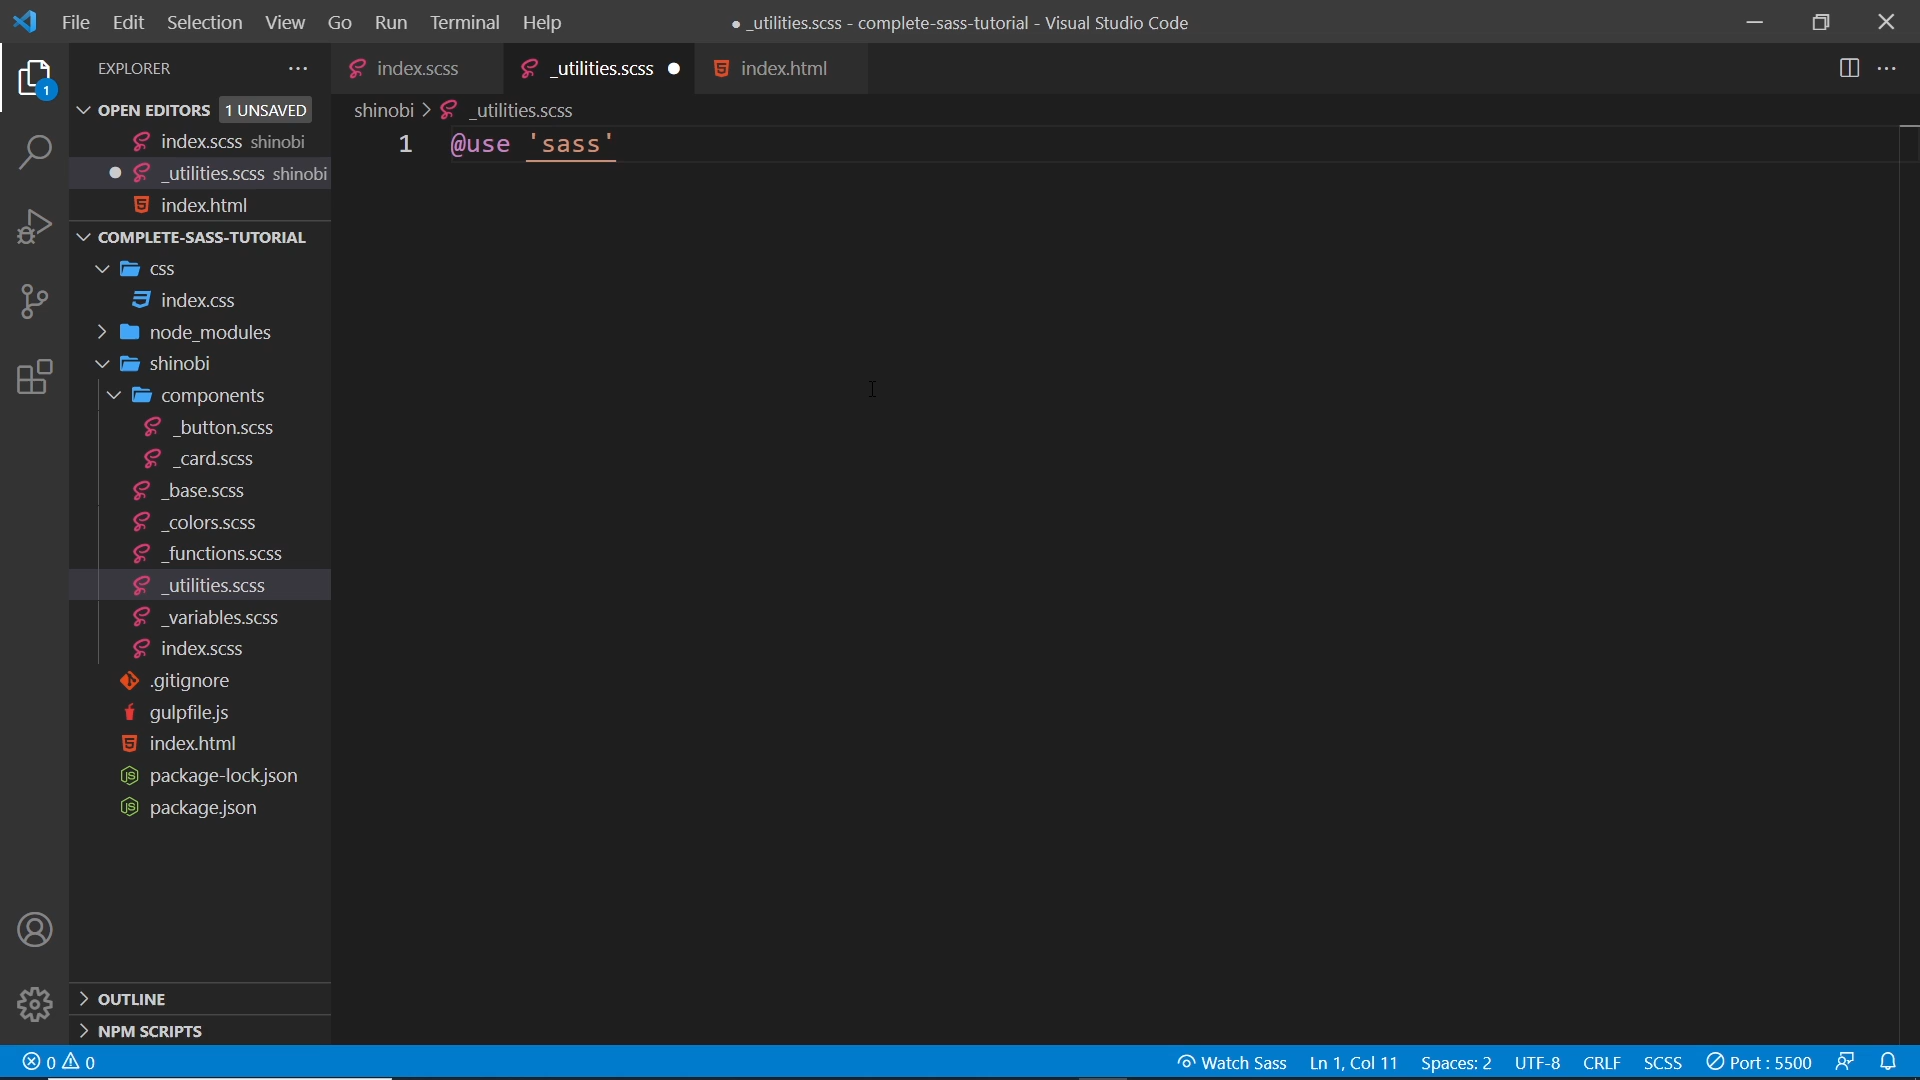 File Edit Selection View Go Run Terminal Help
● _utilities.scss - complete-sass-tutorial - Visual Studio Code
EXPLORER
1
OPEN EDITORS 1 UNSAVED
index.scss shinobi
_utilities.scss shinobi
index.html
COMPLETE-SASS-TUTORIAL
css
index.css
node_modules
shinobi
components
_button.scss
_card.scss
_base.scss
_colors.scss
_functions.scss
_utilities.scss
_variables.scss
index.scss
.gitignore
gulpfile.js
index.html
package-lock.json
package.json
OUTLINE
NPM SCRIPTS
index.scss
_utilities.scss
index.html
shinobi > _utilities.scss
1 @use 'sass'
0 0
Watch Sass Ln 1, Col 11 Spaces: 2 UTF-8 CRLF SCSS Port : 5500